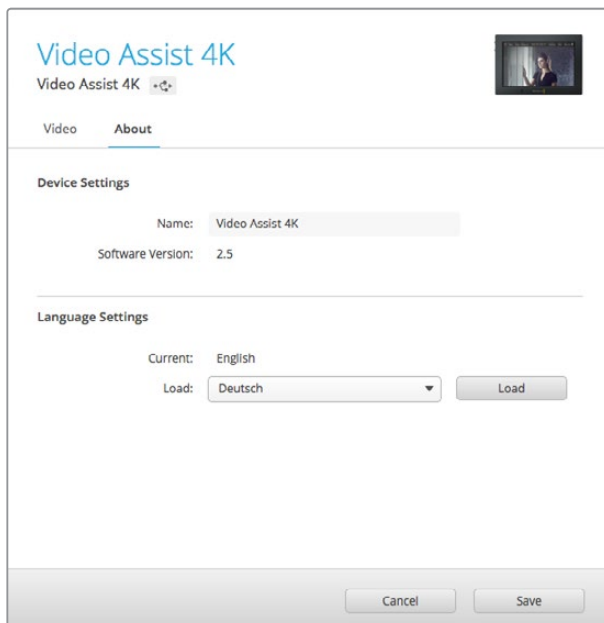 Video Assist 4K
Video Assist 4K
Video About
Device Settings
Name: Video Assist 4K
Software Version: 2.5
Language Settings
Current: English
Load: Deutsch Load
Cancel Save